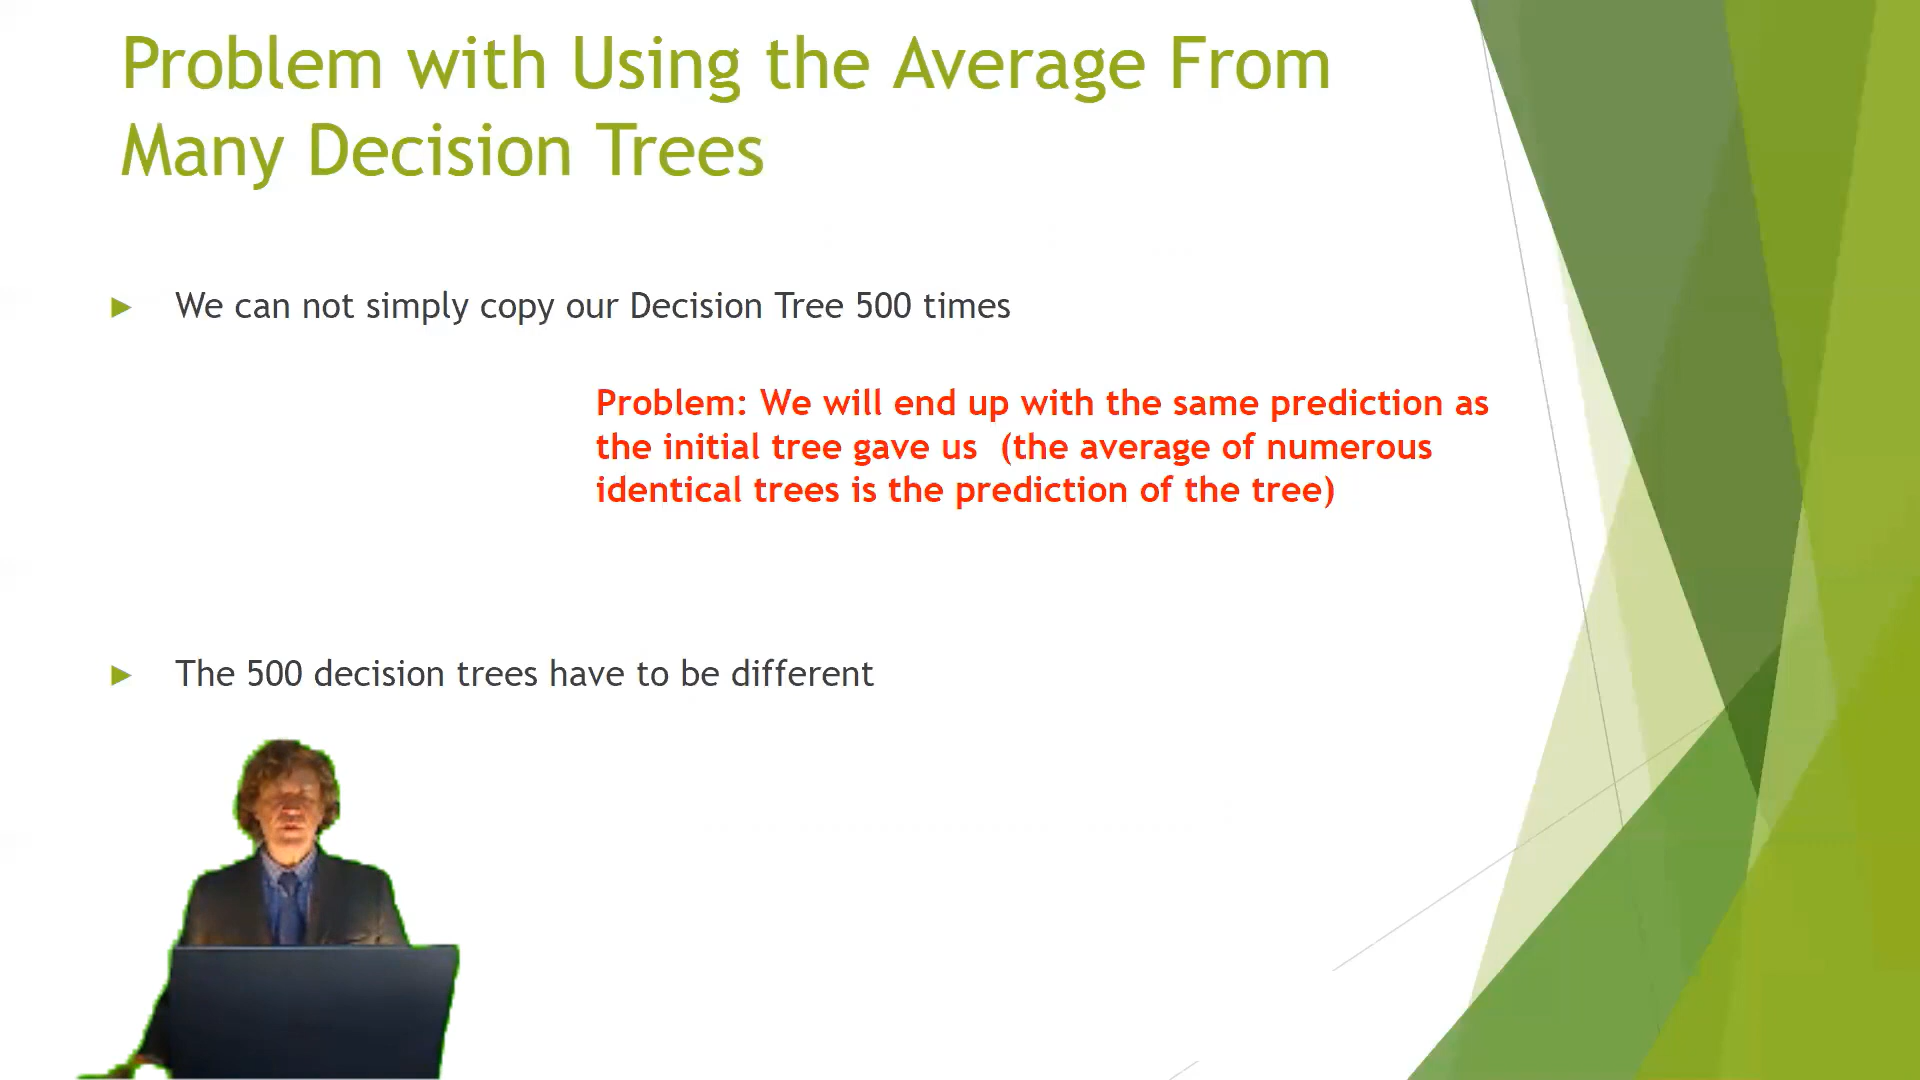 Problem with Using the Average From
Many Decision Trees
We can not simply copy our Decision Tree 500 times
Problem: We will end up with the same prediction as
the initial tree gave us (the average of numerous
identical trees is the prediction of the tree)
The 500 decision trees have to be different